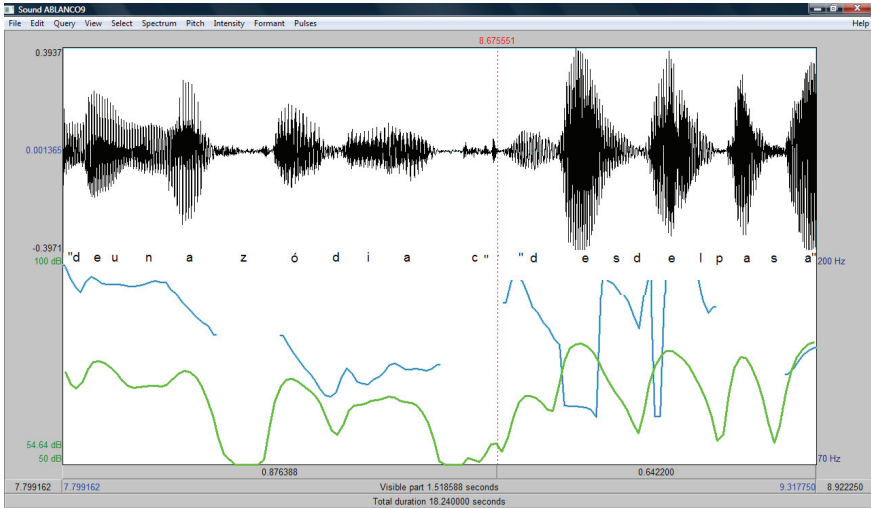 Sound ABLANCO9
File Edit Query View Select Spectrum Pitch Intensity Formant Pulses Help
8.675551
0.3937
0.001365
-0.3971
"d e u n a z ó d i a c" "d e s d e l p a s a"
100 dB 200 Hz
54.64 dB
50 dB 70 Hz
0.876388 0.642200
7.799162 7.799162 Visible part 1.518588 seconds 9.317750 8.922250
Total duration 18.240000 seconds